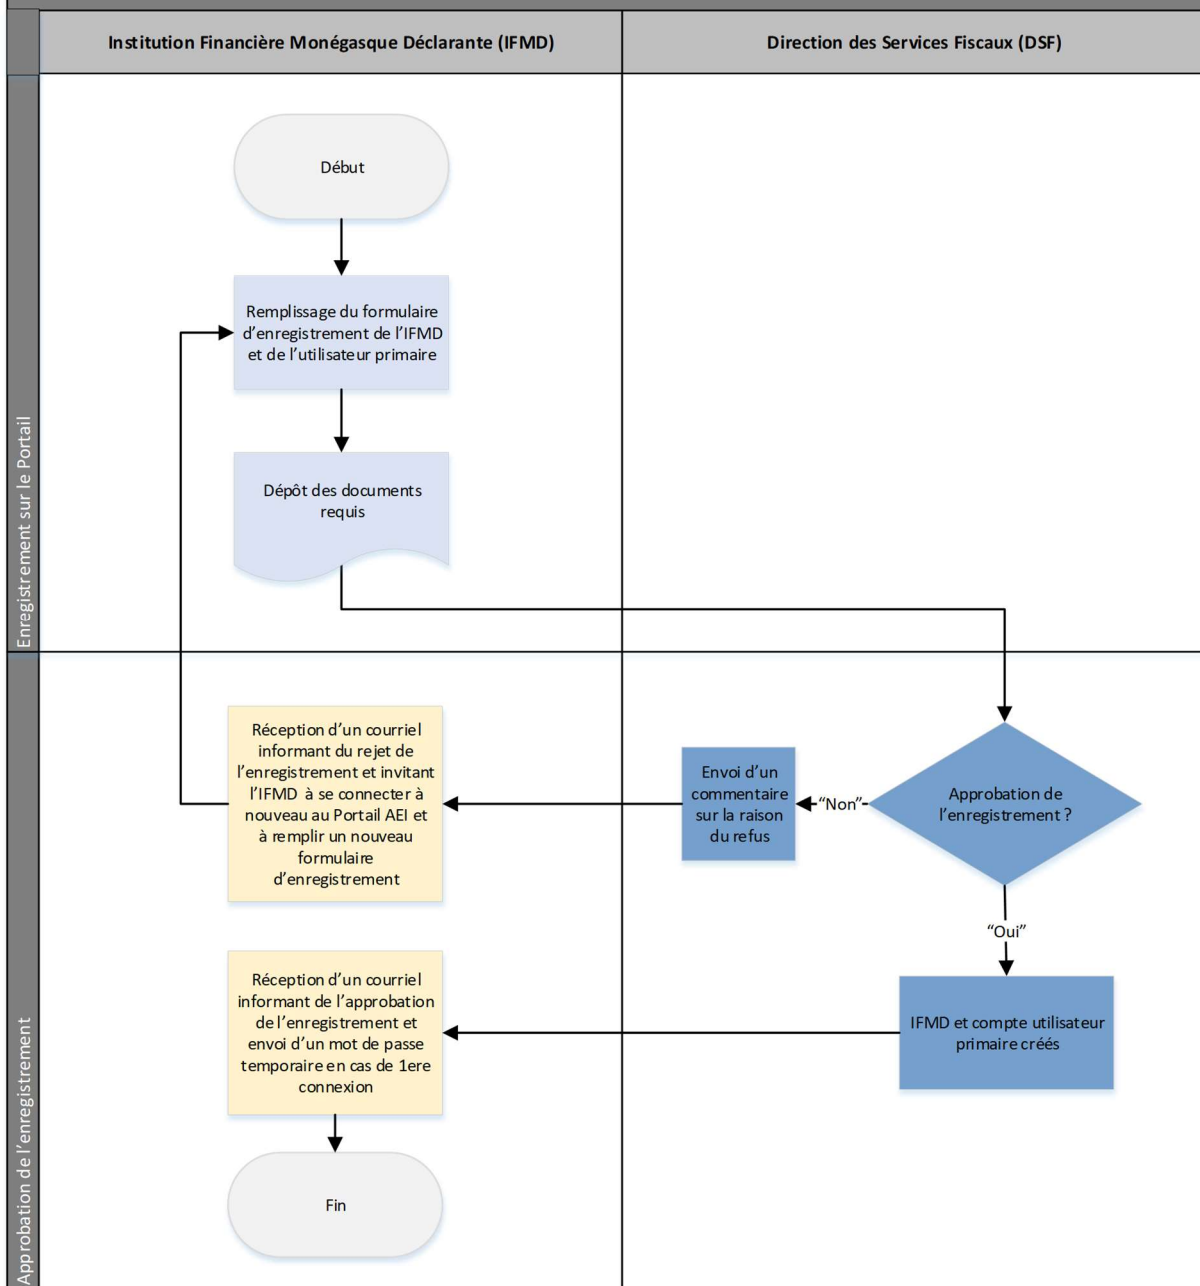 Institution Financière Monégasque Déclarante (IFMD)
Direction des Services Fiscaux (DSF)
Enregistrement sur le Portail
Début
Remplissage du formulaire
d’enregistrement de l’IFMD
et de l’utilisateur primaire
Dépôt des documents
requis
Approbation de l’enregistrement
Réception d’un courriel
informant du rejet de
l’enregistrement et invitant
l’IFMD à se connecter à
nouveau au Portail AEI et
à remplir un nouveau
formulaire
d’enregistrement
Envoi d’un
commentaire
sur la raison
du refus
“Non”
Approbation de
l’enregistrement ?
“Oui”
Réception d’un courriel
informant de l’approbation
de l’enregistrement et
envoi d’un mot de passe
temporaire en cas de 1ere
connexion
IFMD et compte utilisateur
primaire créés
Fin